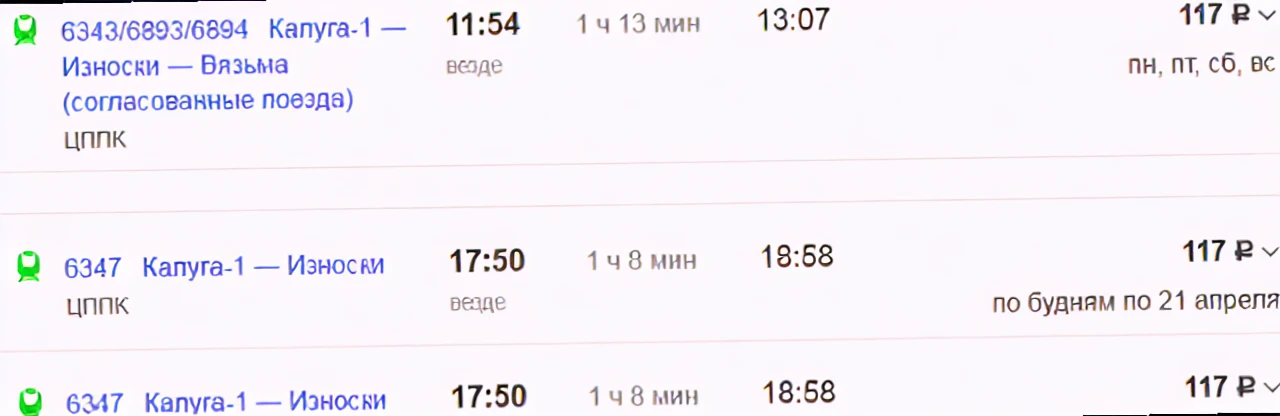 6343/6893/6894 Калуга-1 — 11:54 1 ч 13 мин 13:07 117 ₽
Износки — Вязьма везде пн, пт, сб, вс
(согласованные поезда)
ЦППК
6347 Калуга-1 — Износки 17:50 1 ч 8 мин 18:58 117 ₽
ЦППК везде по будням по 21 апреля
6347 Калуга-1 — Износки 17:50 1 ч 8 мин 18:58 117 ₽